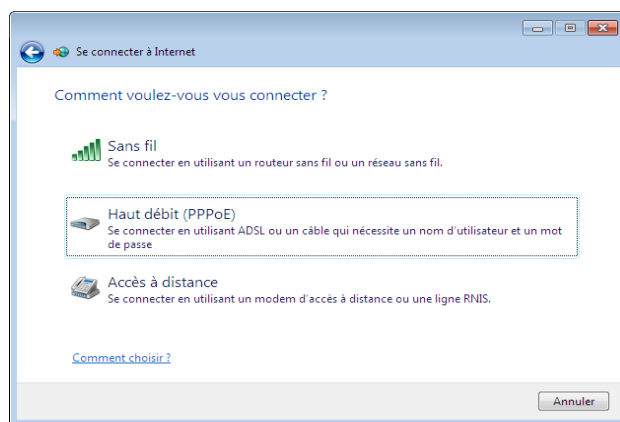 Se connecter à Internet
Comment voulez-vous vous connecter ?
Sans fil
Se connecter en utilisant un routeur sans fil ou un réseau sans fil.
Haut débit (PPPoE)
Se connecter en utilisant ADSL ou un câble qui nécessite un nom d'utilisateur et un mot
de passe
Accès à distance
Se connecter en utilisant un modem d'accès à distance ou une ligne RNIS.
Comment choisir ?
Annuler